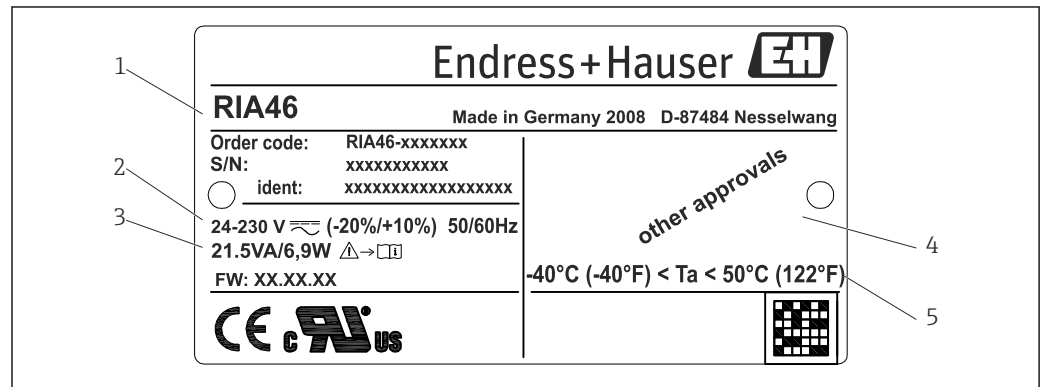 Endress+Hauser EH
1
RIA46 Made in Germany 2008 D-87484 Nesselwang
Order code: RIA46-xxxxxxx
S/N: xxxxxxxxxxx
ident: xxxxxxxxxxxxxxxxxx
other approvals
2
24-230 V (-20%/+10%) 50/60Hz
3
21.5VA/6,9W
4
FW: XX.XX.XX
-40°C (-40°F) < Ta < 50°C (122°F)
5
CE c RU US